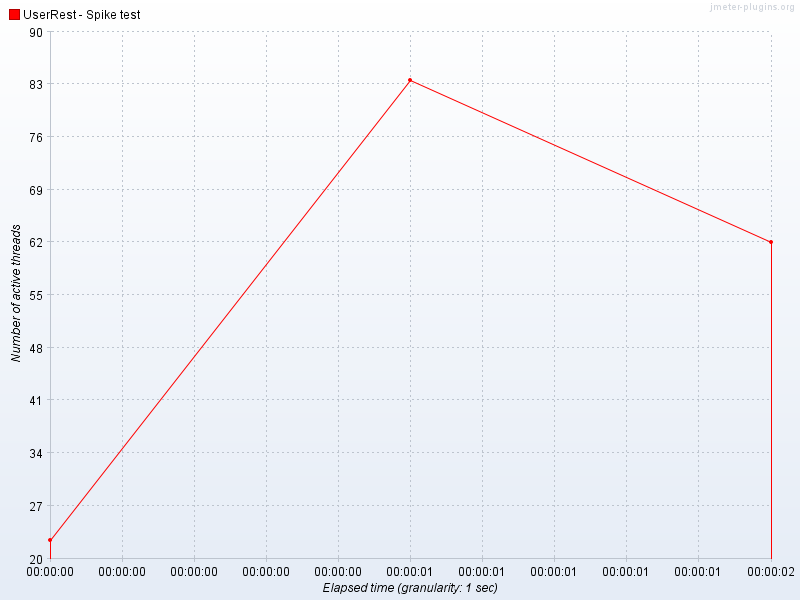 UserRest - Spike test
jmeter-plugins.org
90
83
76
69
62
55
48
41
34
27
20
Number of active threads
00:00:00 00:00:00 00:00:00 00:00:00 00:00:00 00:00:01 00:00:01 00:00:01 00:00:01 00:00:01 00:00:02
Elapsed time (granularity: 1 sec)